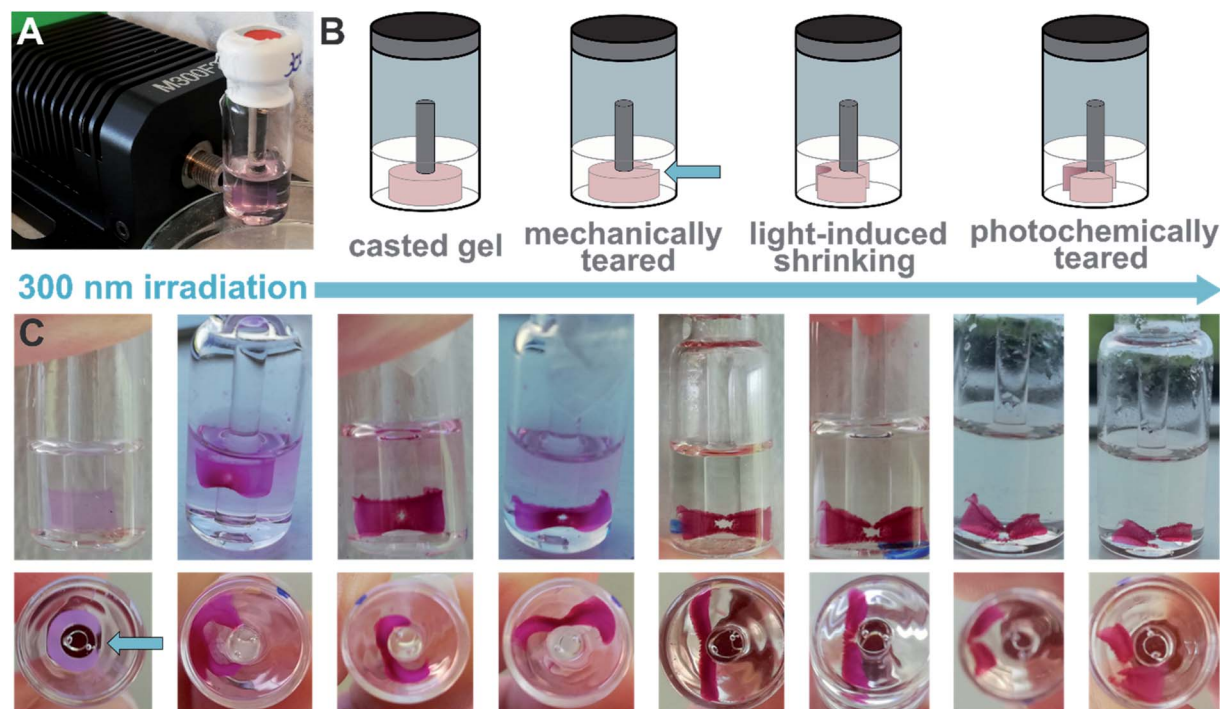 A
M300F
B
casted gel
mechanically
teared
light-induced
shrinking
photochemically
teared
300 nm irradiation
C